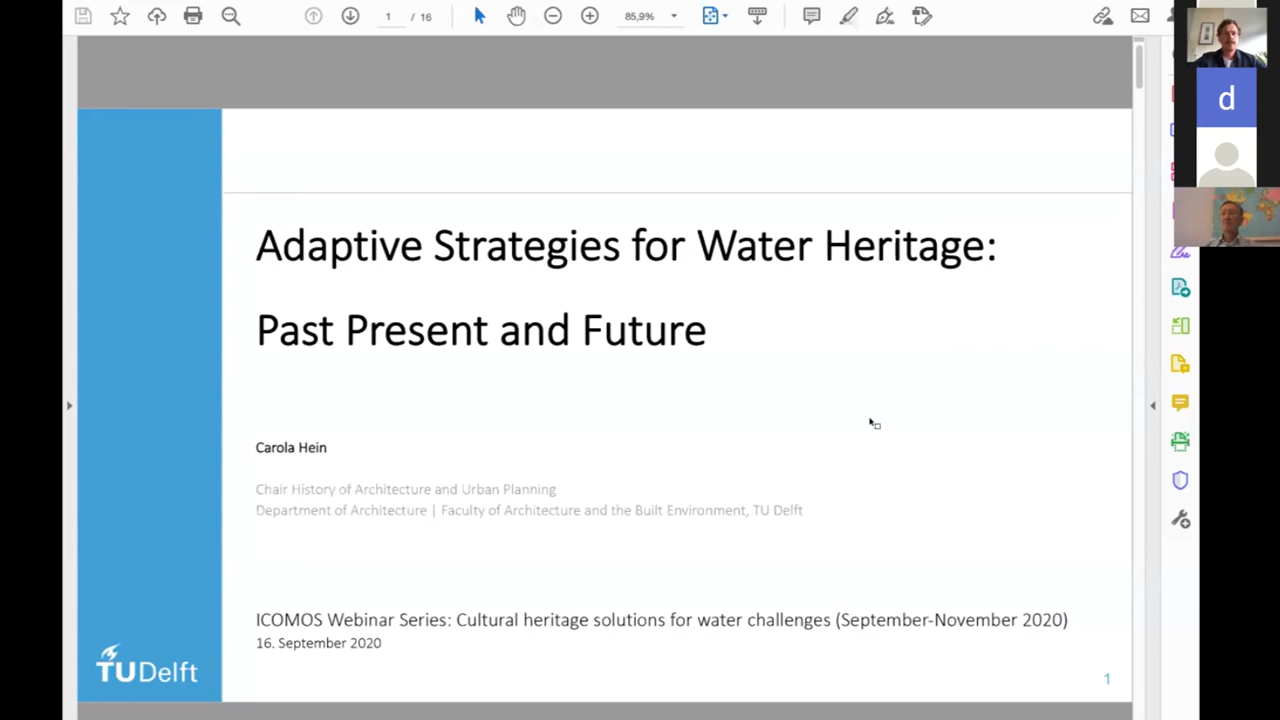 1 / 16
85,9%
d
Adaptive Strategies for Water Heritage:
Past Present and Future
Carola Hein
Chair History of Architecture and Urban Planning
Department of Architecture | Faculty of Architecture and the Built Environment, TU Delft
ICOMOS Webinar Series: Cultural heritage solutions for water challenges (September-November 2020)
16. September 2020
TUDelft
1